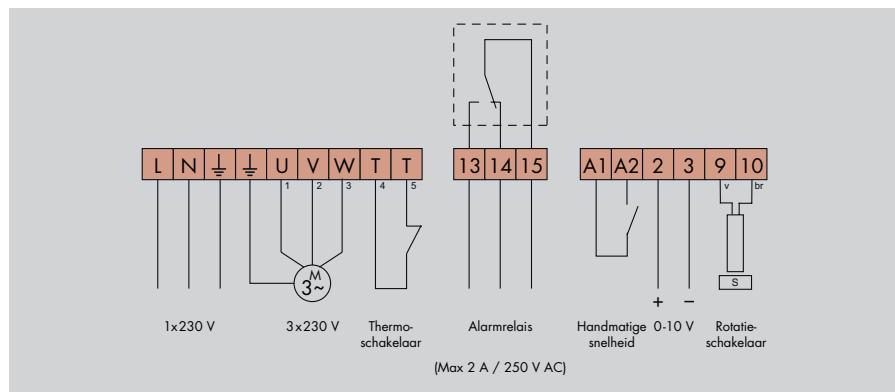 L N U V W T T
1 2 3 4 5
13 14 15
A1 A2 2 3 9 10
v br
M
3~
S
+ −
1x230 V
3x230 V
Thermo-
schakelaar
Alarmrelais
(Max 2 A / 250 V AC)
Handmatige
snelheid
0-10 V
Rotatie-
schakelaar